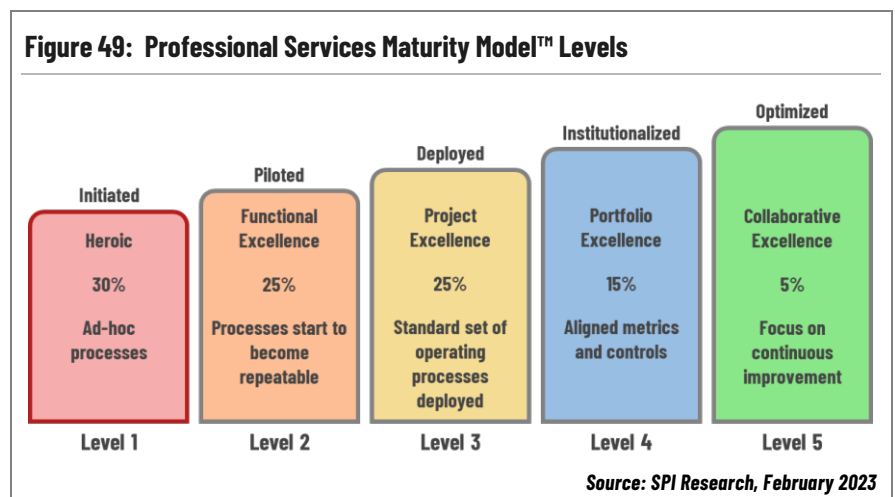 Figure 49: Professional Services Maturity Model™ Levels
Initiated
Heroic
30%
Ad-hoc
processes
Level 1
Piloted
Functional
Excellence
25%
Processes start to
become
repeatable
Level 2
Deployed
Project
Excellence
25%
Standard set of
operating
processes
deployed
Level 3
Institutionalized
Portfolio
Excellence
15%
Aligned metrics
and controls
Level 4
Optimized
Collaborative
Excellence
5%
Focus on
continuous
improvement
Level 5
Source: SPI Research, February 2023